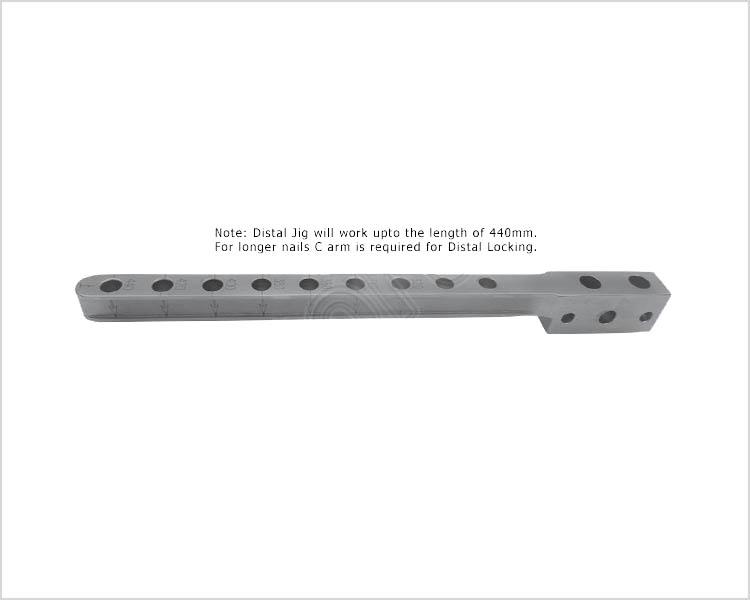 Note: Distal Jig will work upto the length of 440mm.
For longer nails C arm is required for Distal Locking.